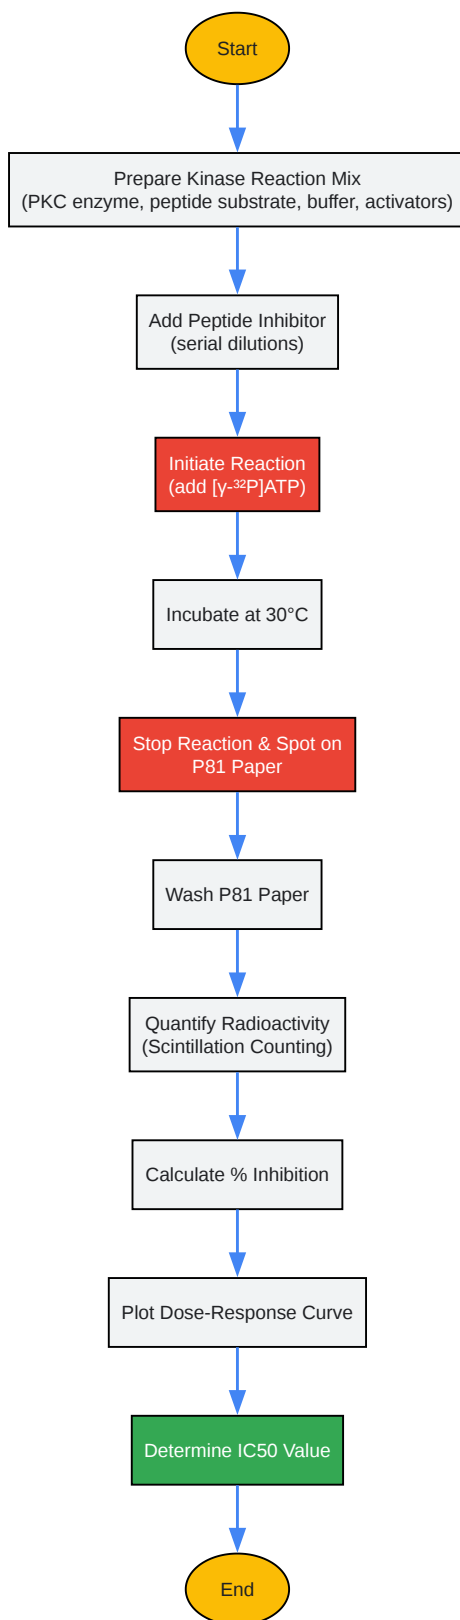 Start
Prepare Kinase Reaction Mix
(PKC enzyme, peptide substrate, buffer, activators)
Add Peptide Inhibitor
(serial dilutions)
Initiate Reaction
(add [γ-³²P]ATP)
Incubate at 30°C
Stop Reaction & Spot on
P81 Paper
Wash P81 Paper
Quantify Radioactivity
(Scintillation Counting)
Calculate % Inhibition
Plot Dose-Response Curve
Determine IC50 Value
End